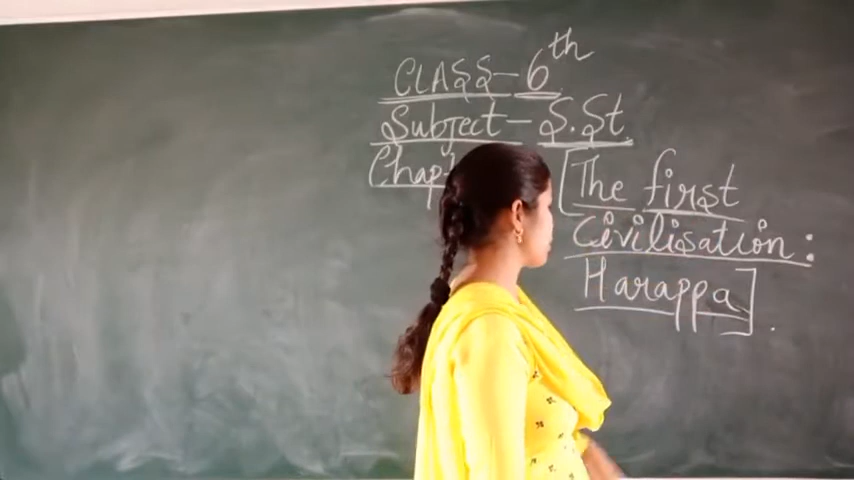 CLASS - 6th
Subject - S.St
Chap [The first
Civilisation :
Harappa].